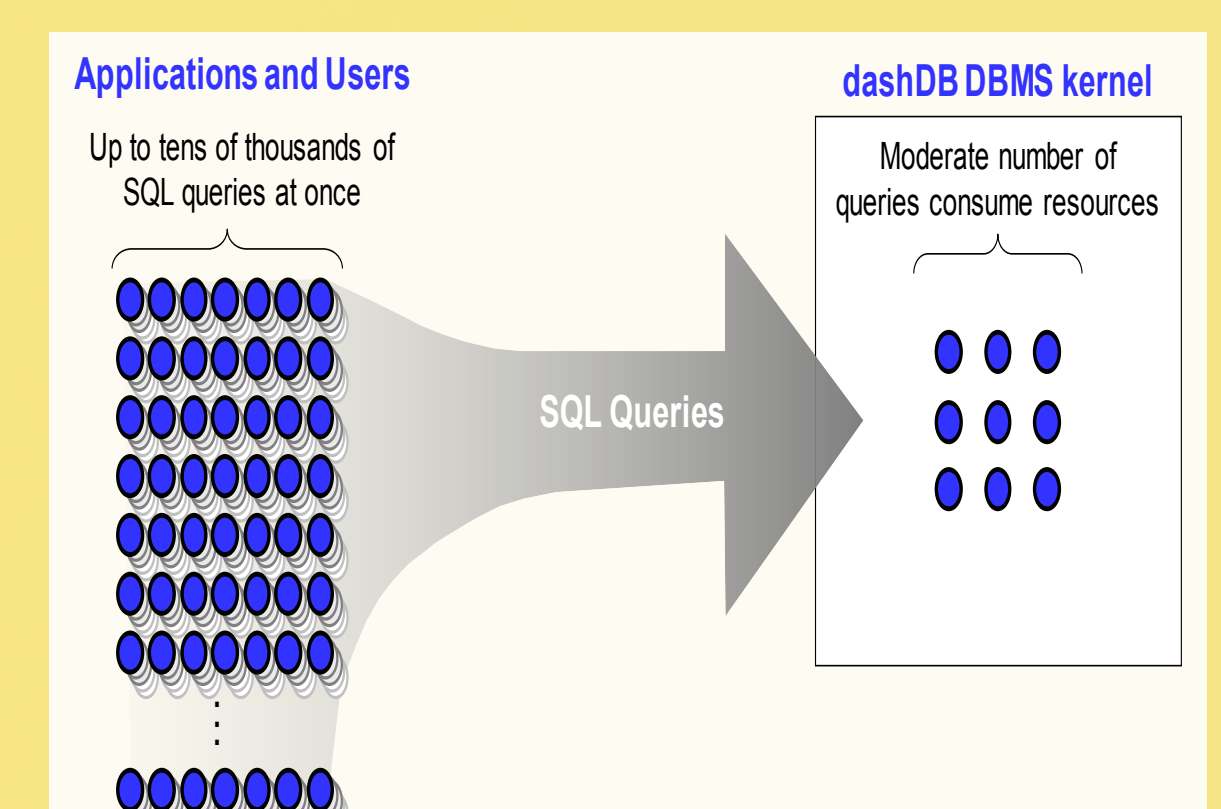 Applications and Users
Up to tens of thousands of
SQL queries at once
SQL Queries
dashDB DBMS kernel
Moderate number of
queries consume resources